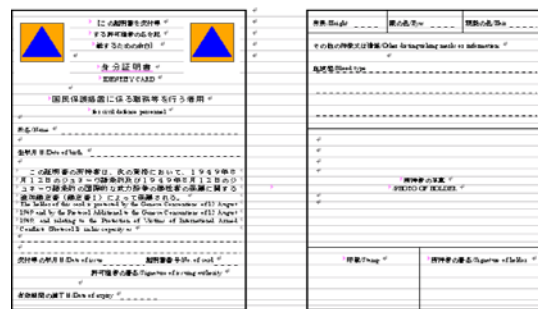 [この証明書を交付等
する許可権者の名を記
載するための余白]
身分証明書
IDENTITY CARD
国民保護措置に係る職務等を行う者用
for civil defence personnel
氏名/Name
生年月日/Date of birth
この証明書の所持者は、次の資格において、1949年8
月12日のジュネーヴ諸条約及び1949年8月12日のジ
ュネーヴ諸条約の国際的な武力紛争の犠牲者の保護に関する
追加議定書(議定書I)によって保護される。
The holder of this card is protected by the Geneva Conventions of 12 August
1949 and by the Protocol Additional to the Geneva Conventions of 12 August
1949, and relating to the Protection of Victims of International Armed
Conflicts (Protocol I) in his capacity as
交付等の年月日/Date of issue 証明書番号/No. of card
許可権者の署名/Signature of issuing authority
有効期間の満了日/Date of expiry
身長/Height 眼の色/Eyes 頭髪の色/Hair
その他の特徴又は情報/Other distinguishing marks or information
血液型/Blood type
所持者の写真
/PHOTO OF HOLDER
印章/Stamp 所持者の署名/Signature of holder